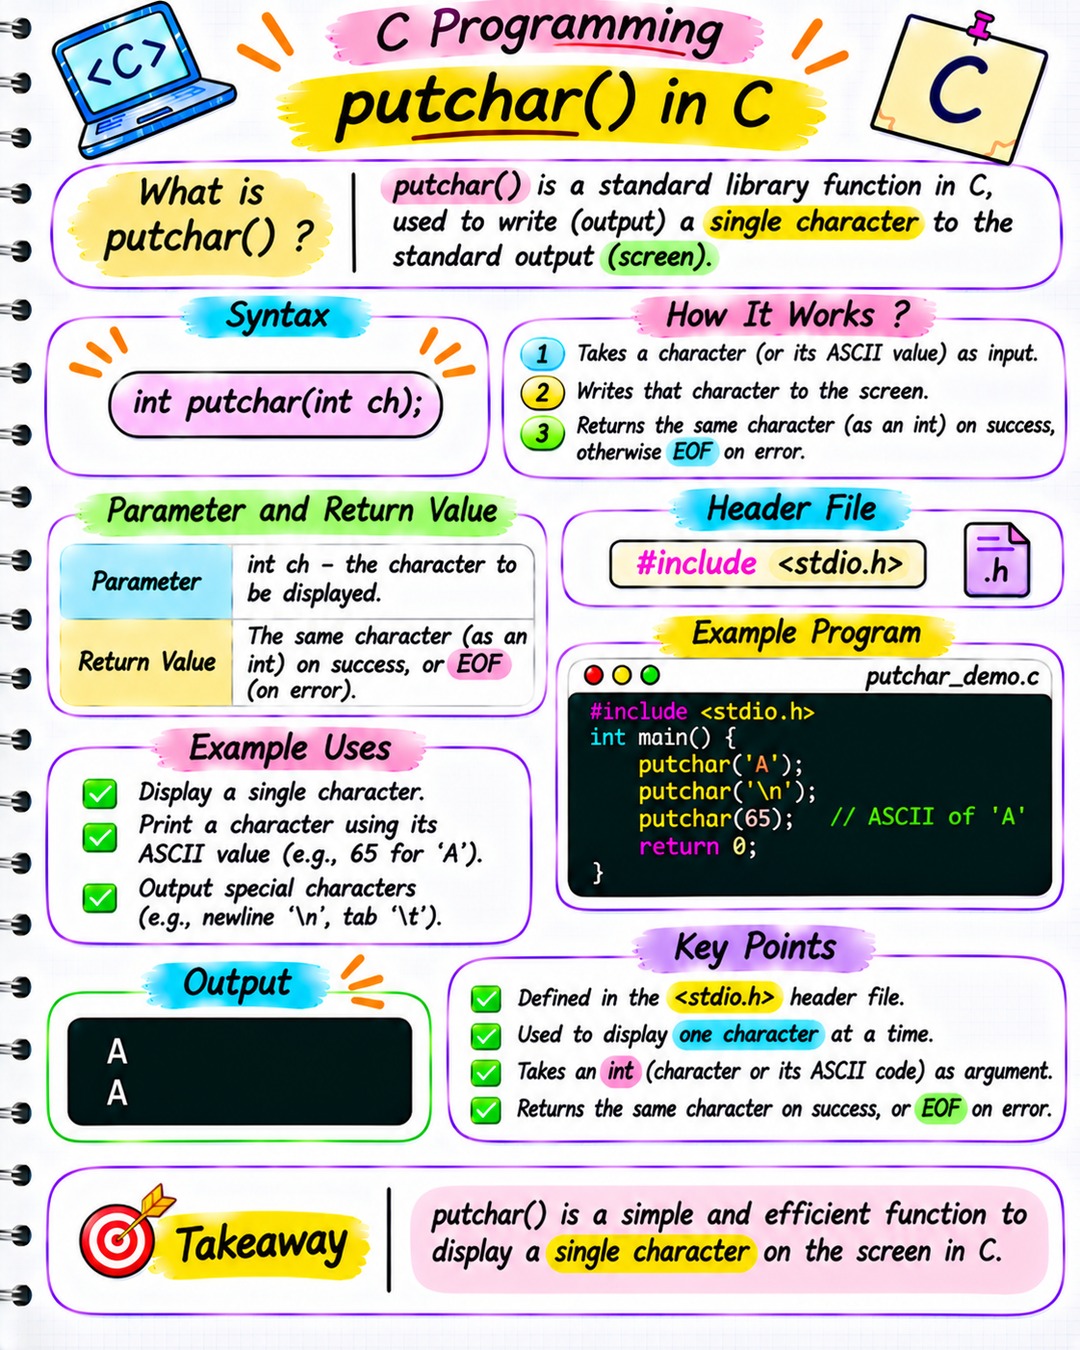 <C>
C Programming
putchar() in C
C
What is
putchar() ?
putchar() is a standard library function in C,
used to write (output) a single character to the
standard output (screen).
Syntax
int putchar(int ch);
How It Works ?
1 Takes a character (or its ASCII value) as input.
2 Writes that character to the screen.
3 Returns the same character (as an int) on success,
otherwise EOF on error.
Parameter and Return Value
Parameter
int ch – the character to
be displayed.
Return Value
The same character (as an
int) on success, or EOF
(on error).
Header File
#include <stdio.h>
.h
Example Program
putchar_demo.c
#include <stdio.h>
int main() {
    putchar('A');
    putchar('\n');
    putchar(65);   // ASCII of 'A'
    return 0;
}
Example Uses
Display a single character.
Print a character using its
ASCII value (e.g., 65 for ‘A’).
Output special characters
(e.g., newline ‘\n’, tab ‘\t’).
Output
A
A
Key Points
Defined in the <stdio.h> header file.
Used to display one character at a time.
Takes an int (character or its ASCII code) as argument.
Returns the same character on success, or EOF on error.
Takeaway
putchar() is a simple and efficient function to
display a single character on the screen in C.